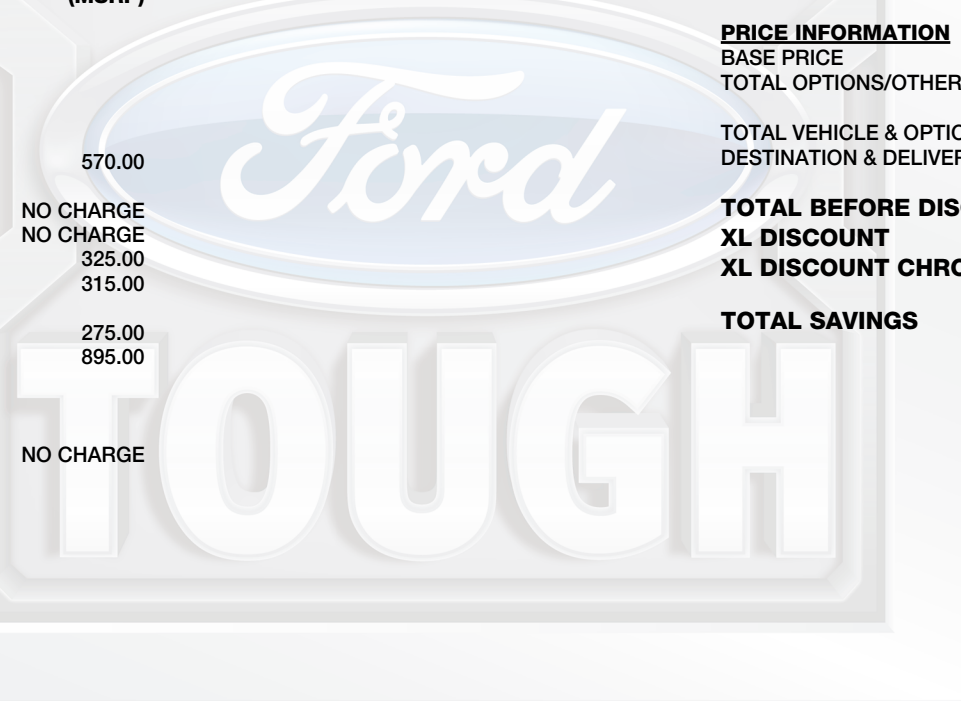 (MSRP)
570.00
NO CHARGE
NO CHARGE
325.00
315.00
275.00
895.00
NO CHARGE
PRICE INFORMATION
BASE PRICE
TOTAL OPTIONS/OTHER
TOTAL VEHICLE & OPTIO
DESTINATION & DELIVER
TOTAL BEFORE DISC
XL DISCOUNT
XL DISCOUNT CHRO
TOTAL SAVINGS
Ford
TOUGH